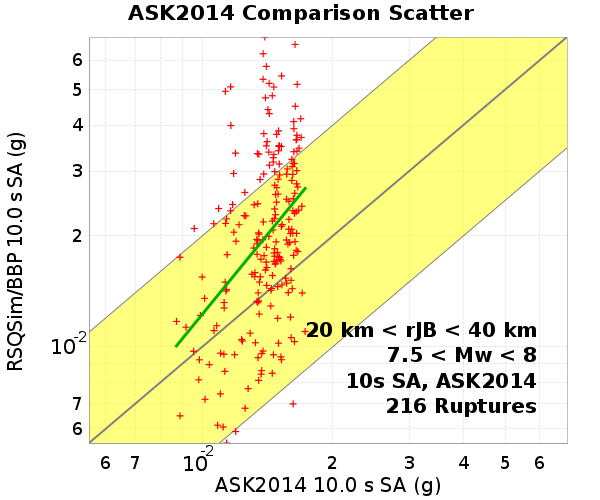 ASK2014 Comparison Scatter
RSQSim/BBP 10.0 s SA (g)
6
5
4
3
2
10-2
7
6
20 km < rJB < 40 km
7.5 < Mw < 8
10s SA, ASK2014
216 Ruptures
6 7 10-2 2 3 4 5 6
ASK2014 10.0 s SA (g)